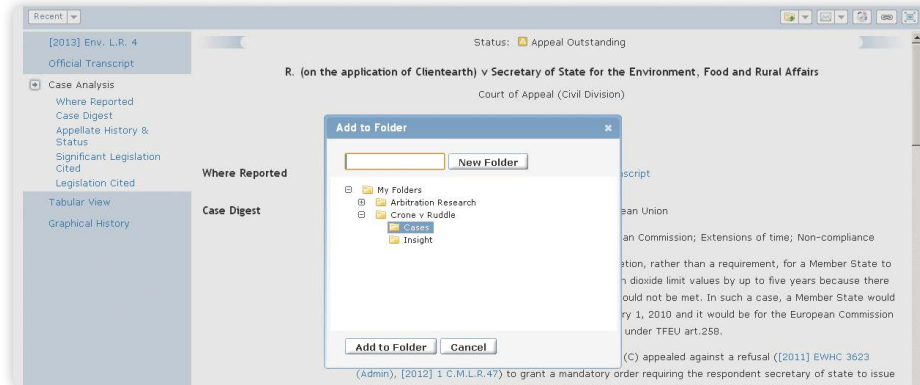 Recent
[2013] Env. L.R. 4
Official Transcript
Case Analysis
Where Reported
Case Digest
Appellate History &
Status
Significant Legislation
Cited
Legislation Cited
Tabular View
Graphical History
Status: Appeal Outstanding
R. (on the application of Clientearth) v Secretary of State for the Environment, Food and Rural Affairs
Court of Appeal (Civil Division)
Where Reported
Case Digest
Add to Folder
New Folder
My Folders
Arbitration Research
Crone v Ruddle
Cases
Insight
Add to Folder Cancel
script
ean Union
an Commission; Extensions of time; Non-compliance
etion, rather than a requirement, for a Member State to
n dioxide limit values by up to five years because there
ould not be met. In such a case, a Member State would
ry 1, 2010 and it would be for the European Commission
under TFEU art.258.
(C) appealed against a refusal ([2011] EWHC 3623
(Admin), [2012] 1 C.M.L.R.47) to grant a mandatory order requiring the respondent secretary of state to issue